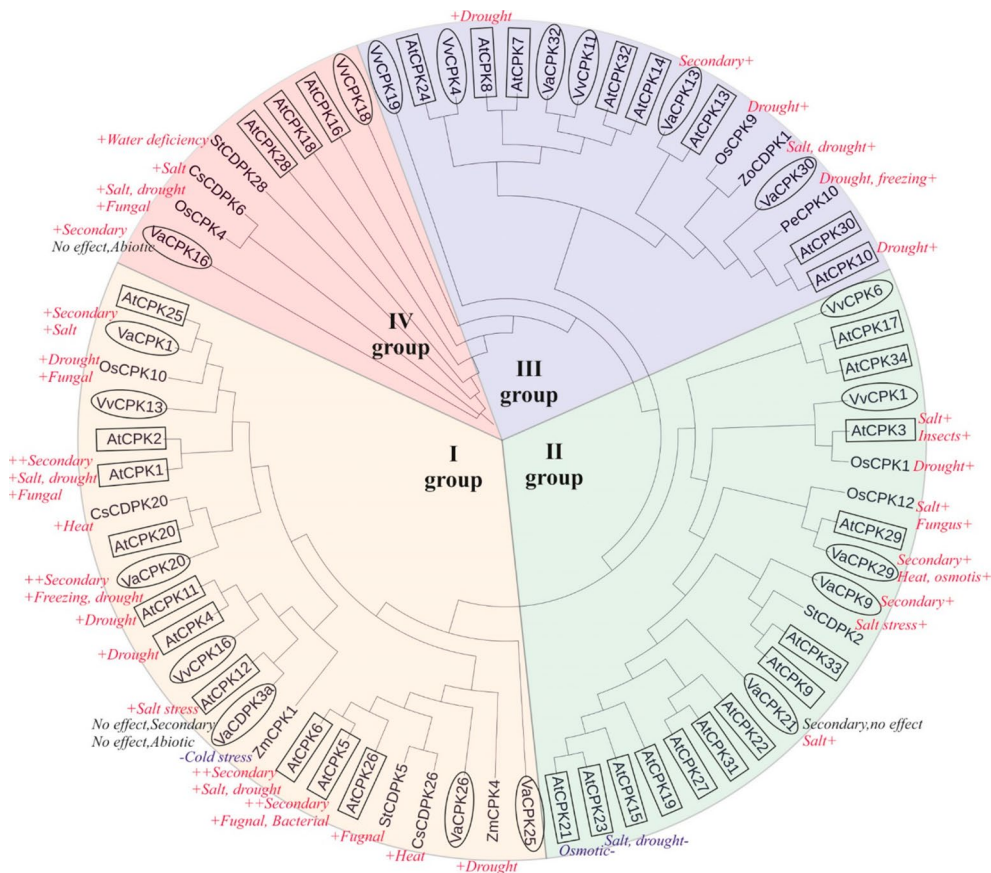 +Drought
VvCPK19
AtCPK24
VvCPK4
AtCPK8
AtCPK7
VaCPK32
VvCPK11
AtCPK32
AtCPK14
Secondary+
VaCPK13
AtCPK13
Drought+
OsCPK9
ZoCDPK1
Salt, drought+
VaCPK30
Drought, freezing+
PeCPK10
AtCPK30
Drought+
AtCPK10
III
group
VvCPK6
AtCPK17
AtCPK34
VvCPK1
Salt+
AtCPK3
Insects+
OsCPK1
Drought+
OsCPK12
Salt+
Fungus+
AtCPK29
Secondary+
VaCPK29
Heat, osmotis+
VaCPK9
Secondary+
StCDPK2
Salt stress+
AtCPK33
AtCPK9
VaCPK21
Secondary,no effect
Salt+
AtCPK22
AtCPK31
AtCPK27
AtCPK19
AtCPK15
Salt, drought-
AtCPK23
AtCPK21
Osmotic-
II
group
VaCPK25
ZmCPK4
+Drought
VaCPK26
CsCDPK26
+Heat
StCDPK5
+Fugnal
AtCPK26
AtCPK5
++Secondary
+Fugnal, Bacterial
AtCPK6
++Secondary
+Salt, drought
ZmCPK1
-Cold stress
VaCDPK3a
No effect,Secondary
No effect,Abiotic
AtCPK12
+Salt stress
VvCPK16
AtCPK4
+Drought
AtCPK11
+Drought
VaCPK20
++Secondary
+Freezing, drought
AtCPK20
CsCDPK20
+Heat
AtCPK1
++Secondary
+Salt, drought
+Fungal
AtCPK2
VvCPK13
OsCPK10
+Drought
+Fungal
VaCPK1
+Secondary
+Salt
AtCPK25
I
group
VaCPK16
+Secondary
No effect,Abiotic
OsCPK4
+Salt, drought
+Fungal
CsCDPK6
+Salt
StCDPK28
+Water deficiency
AtCPK28
AtCPK18
AtCPK16
VvCPK18
IV
group